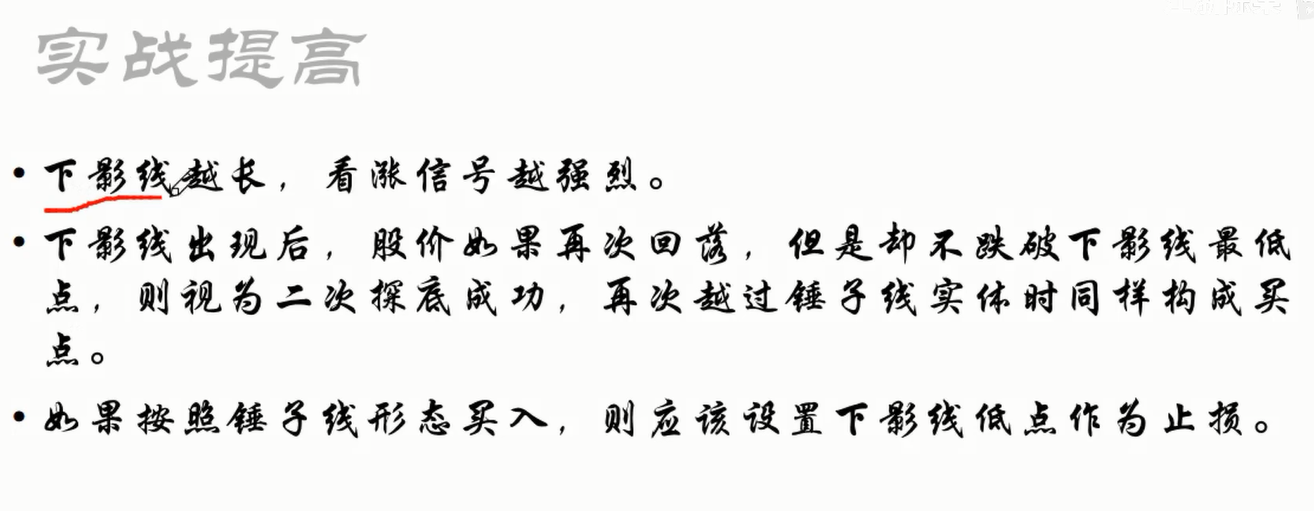 实战提高
• 下影线越长，看涨信号越强烈。
• 下影线出现后，股价如果再次回落，但是却不跌破下影线最低
点，则视为二次探底成功，再次越过锤子线实体时同样构成买
点。
• 如果按照锤子线形态买入，则应该设置下影线低点作为止损。